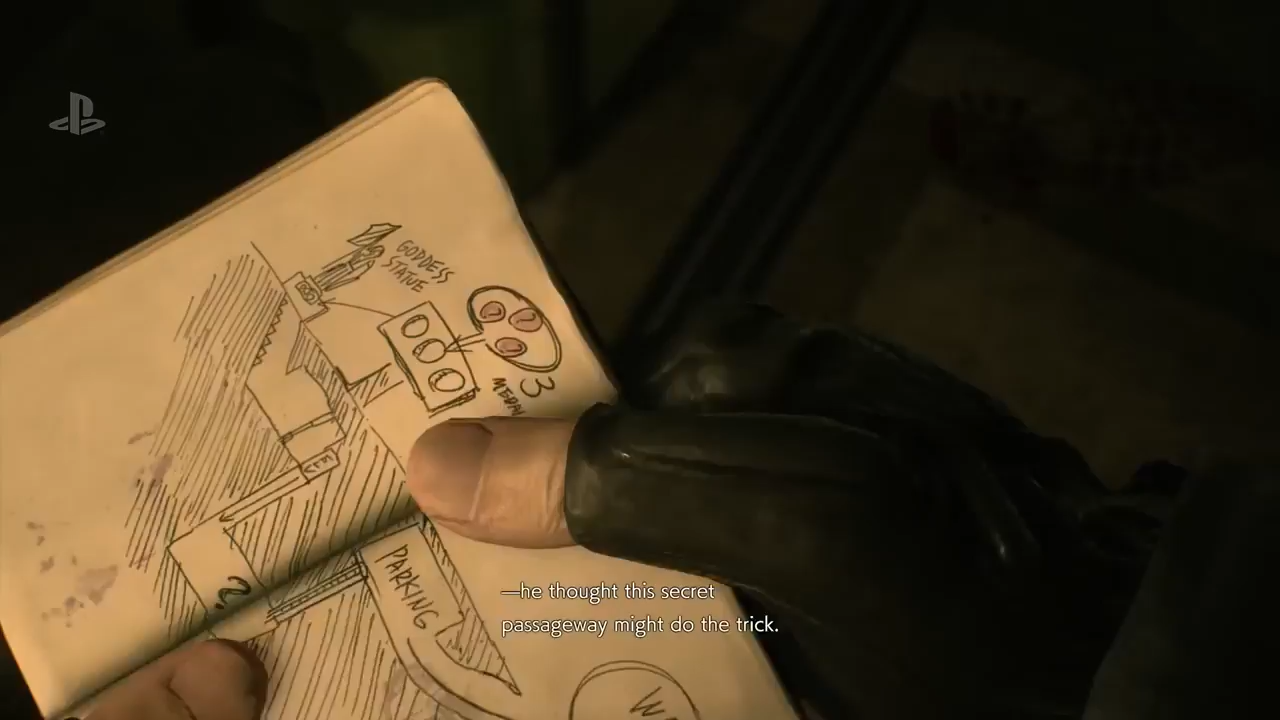 GODDESS
STATUE
3
?
PARKING
—he thought this secret
passageway might do the trick.